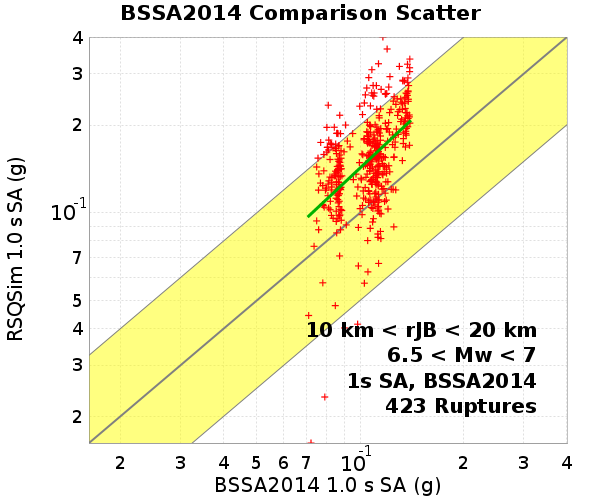 BSSA2014 Comparison Scatter
RSQSim 1.0 s SA (g)
4
3
2
10^-1
7
5
4
3
2
10 km < rJB < 20 km
6.5 < Mw < 7
1s SA, BSSA2014
423 Ruptures
2 3 4 5 6 7 10^-1 2 3 4
BSSA2014 1.0 s SA (g)